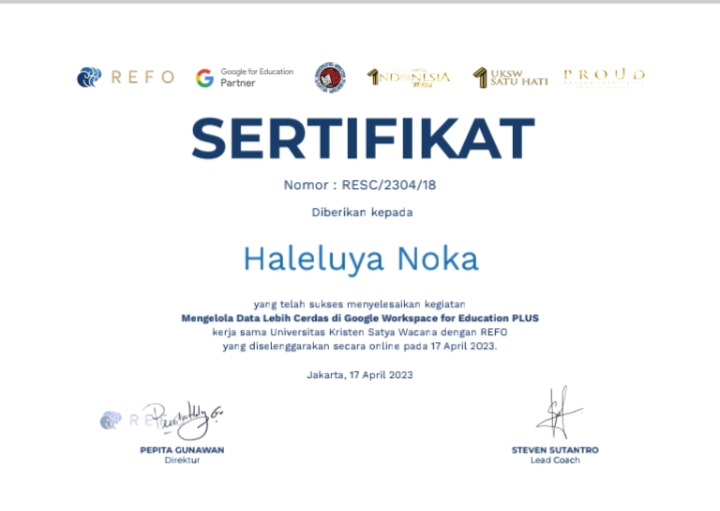 REFO
Google for Education
Partner
1NDONESIA
UKSW
SATU HATI
PROUD
SERTIFIKAT
Nomor : RESC/2304/18
Diberikan kepada
Haleluya Noka
yang telah sukses menyelesaikan kegiatan
Mengelola Data Lebih Cerdas di Google Workspace for Education PLUS
kerja sama Universitas Kristen Satya Wacana dengan REFO
yang diselenggarakan secara online pada 17 April 2023.
Jakarta, 17 April 2023
PEPITA GUNAWAN
Direktur
STEVEN SUTANTRO
Lead Coach